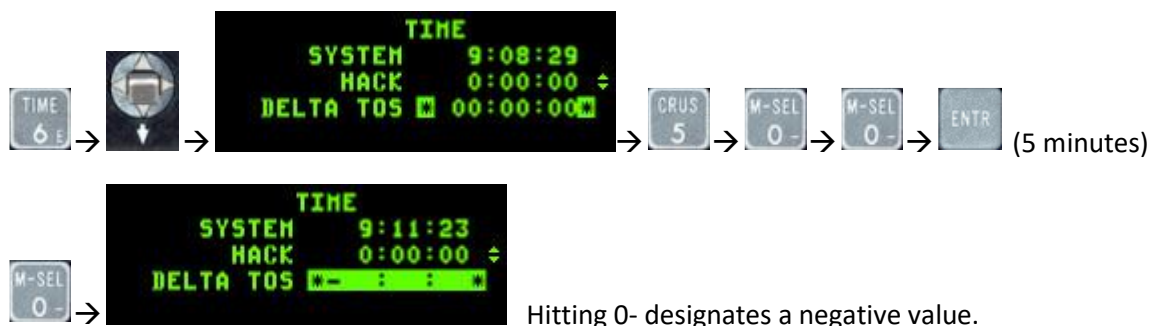 TIME
SYSTEM 9:08:29
HACK 0:00:00
DELTA TOS * 00:00:00*
TIME
6 E
→
→
→
CRUS
5
→
M-SEL
0 -
→
M-SEL
0 -
→
ENTR
(5 minutes)
TIME
SYSTEM 9:11:23
HACK 0:00:00
DELTA TOS *- : : *
M-SEL
0 -
→
Hitting 0- designates a negative value.